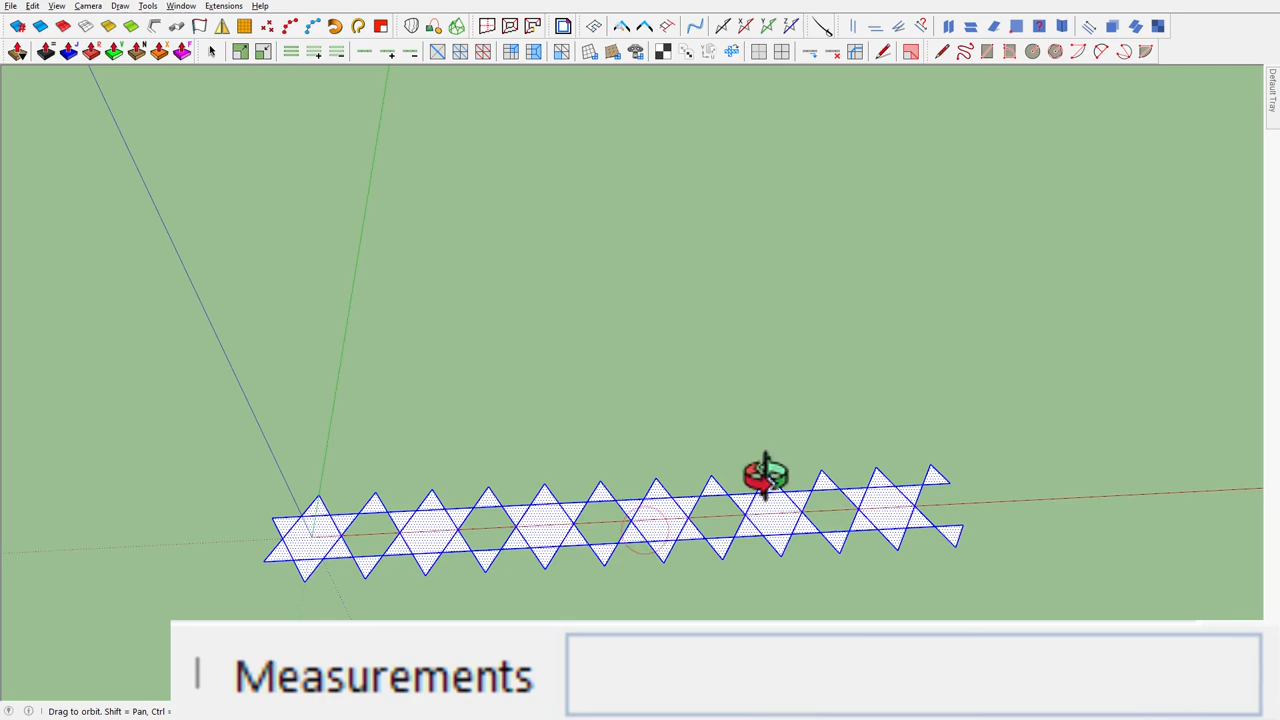 File Edit View Camera Draw Tools Window Extensions Help
Default Tray
Measurements
Drag to orbit. Shift = Pan, Ctrl =